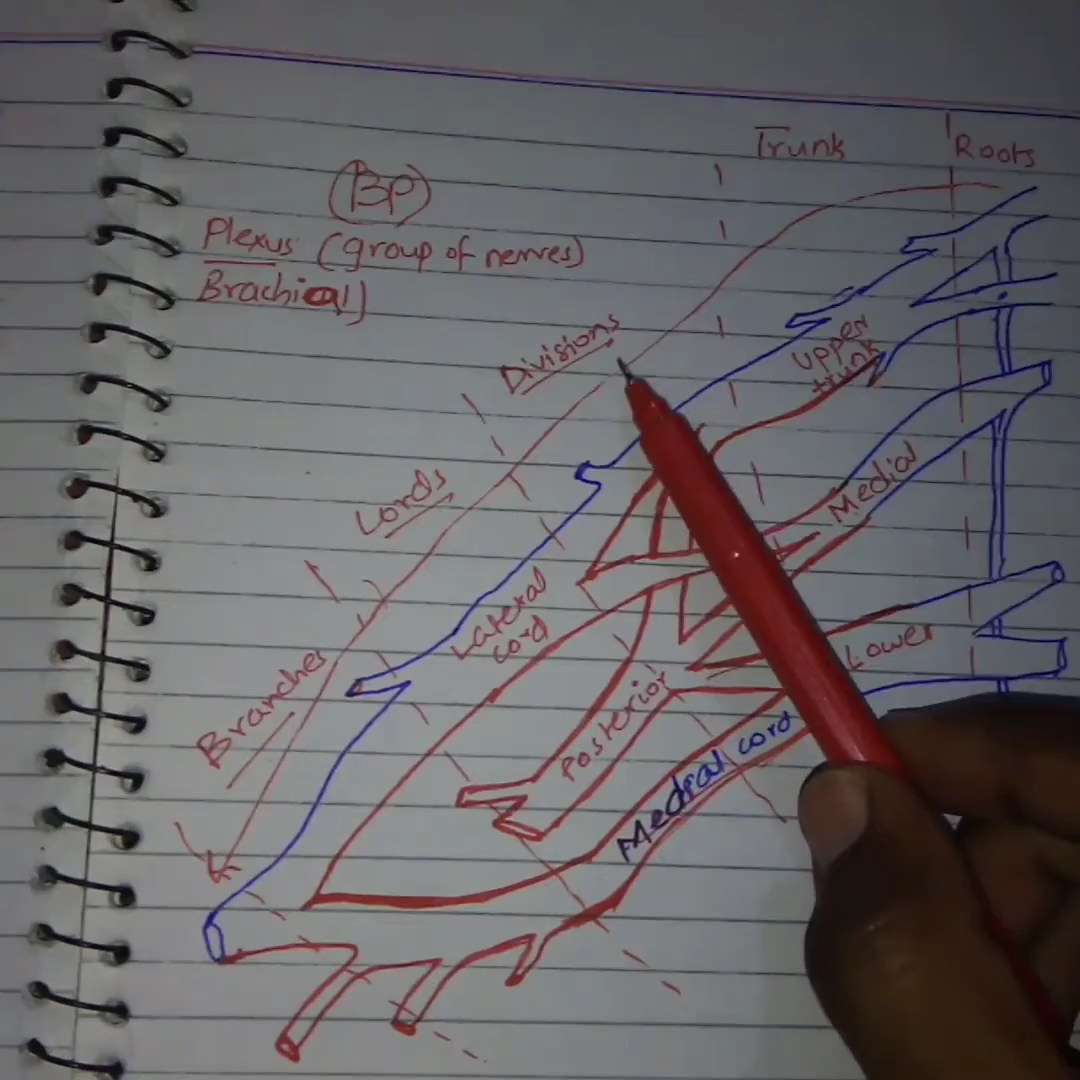 Trunk
Roots
BP
Plexus (group of nerves)
Brachial)
Divisions
Upper
trunk
Cords
Medial
Lateral
cord
Lower
Branches
Posterior
Medial cord